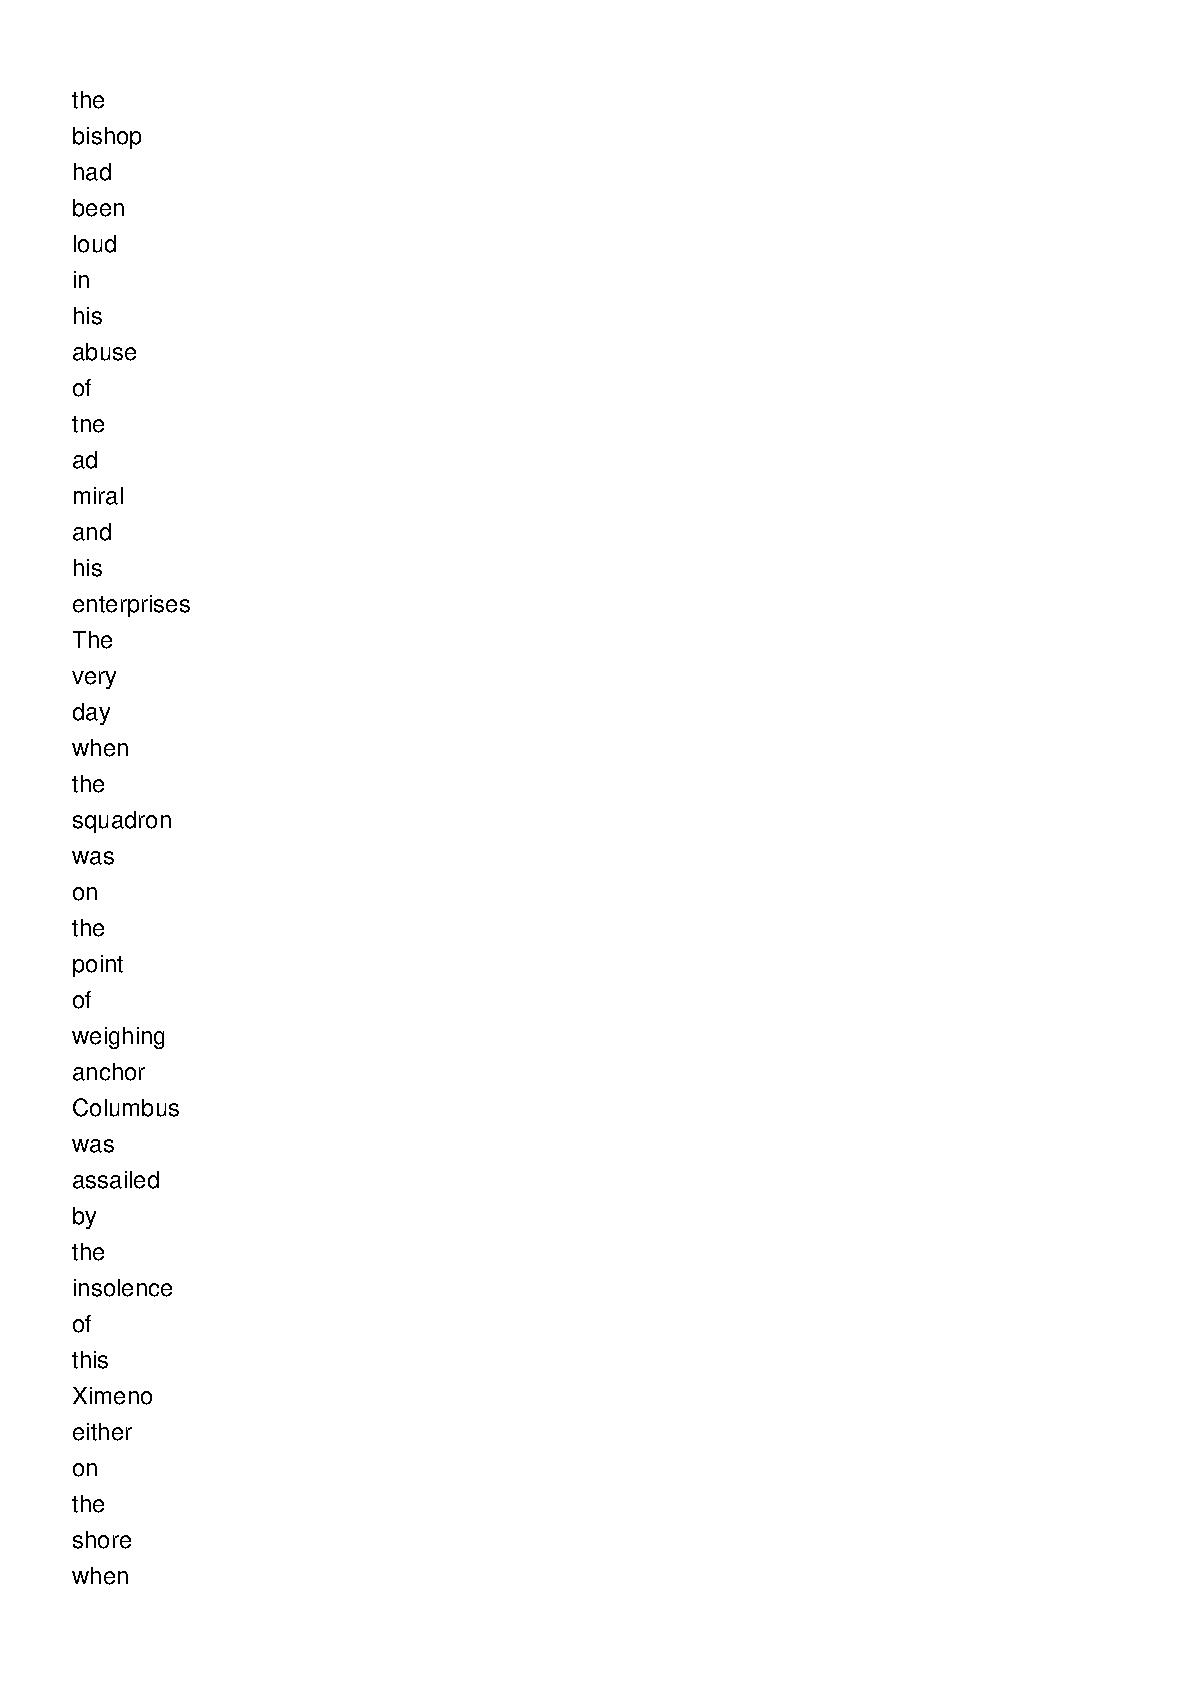 the
bishop
had
been
loud
in
his
abuse
of
tne
ad
miral
and
his
enterprises
The
very
day
when
the
squadron
was
on
the
point
of
weighing
anchor
Columbus
was
assailed
by
the
insolence
of
this
Ximeno
either
on
the
shore
when